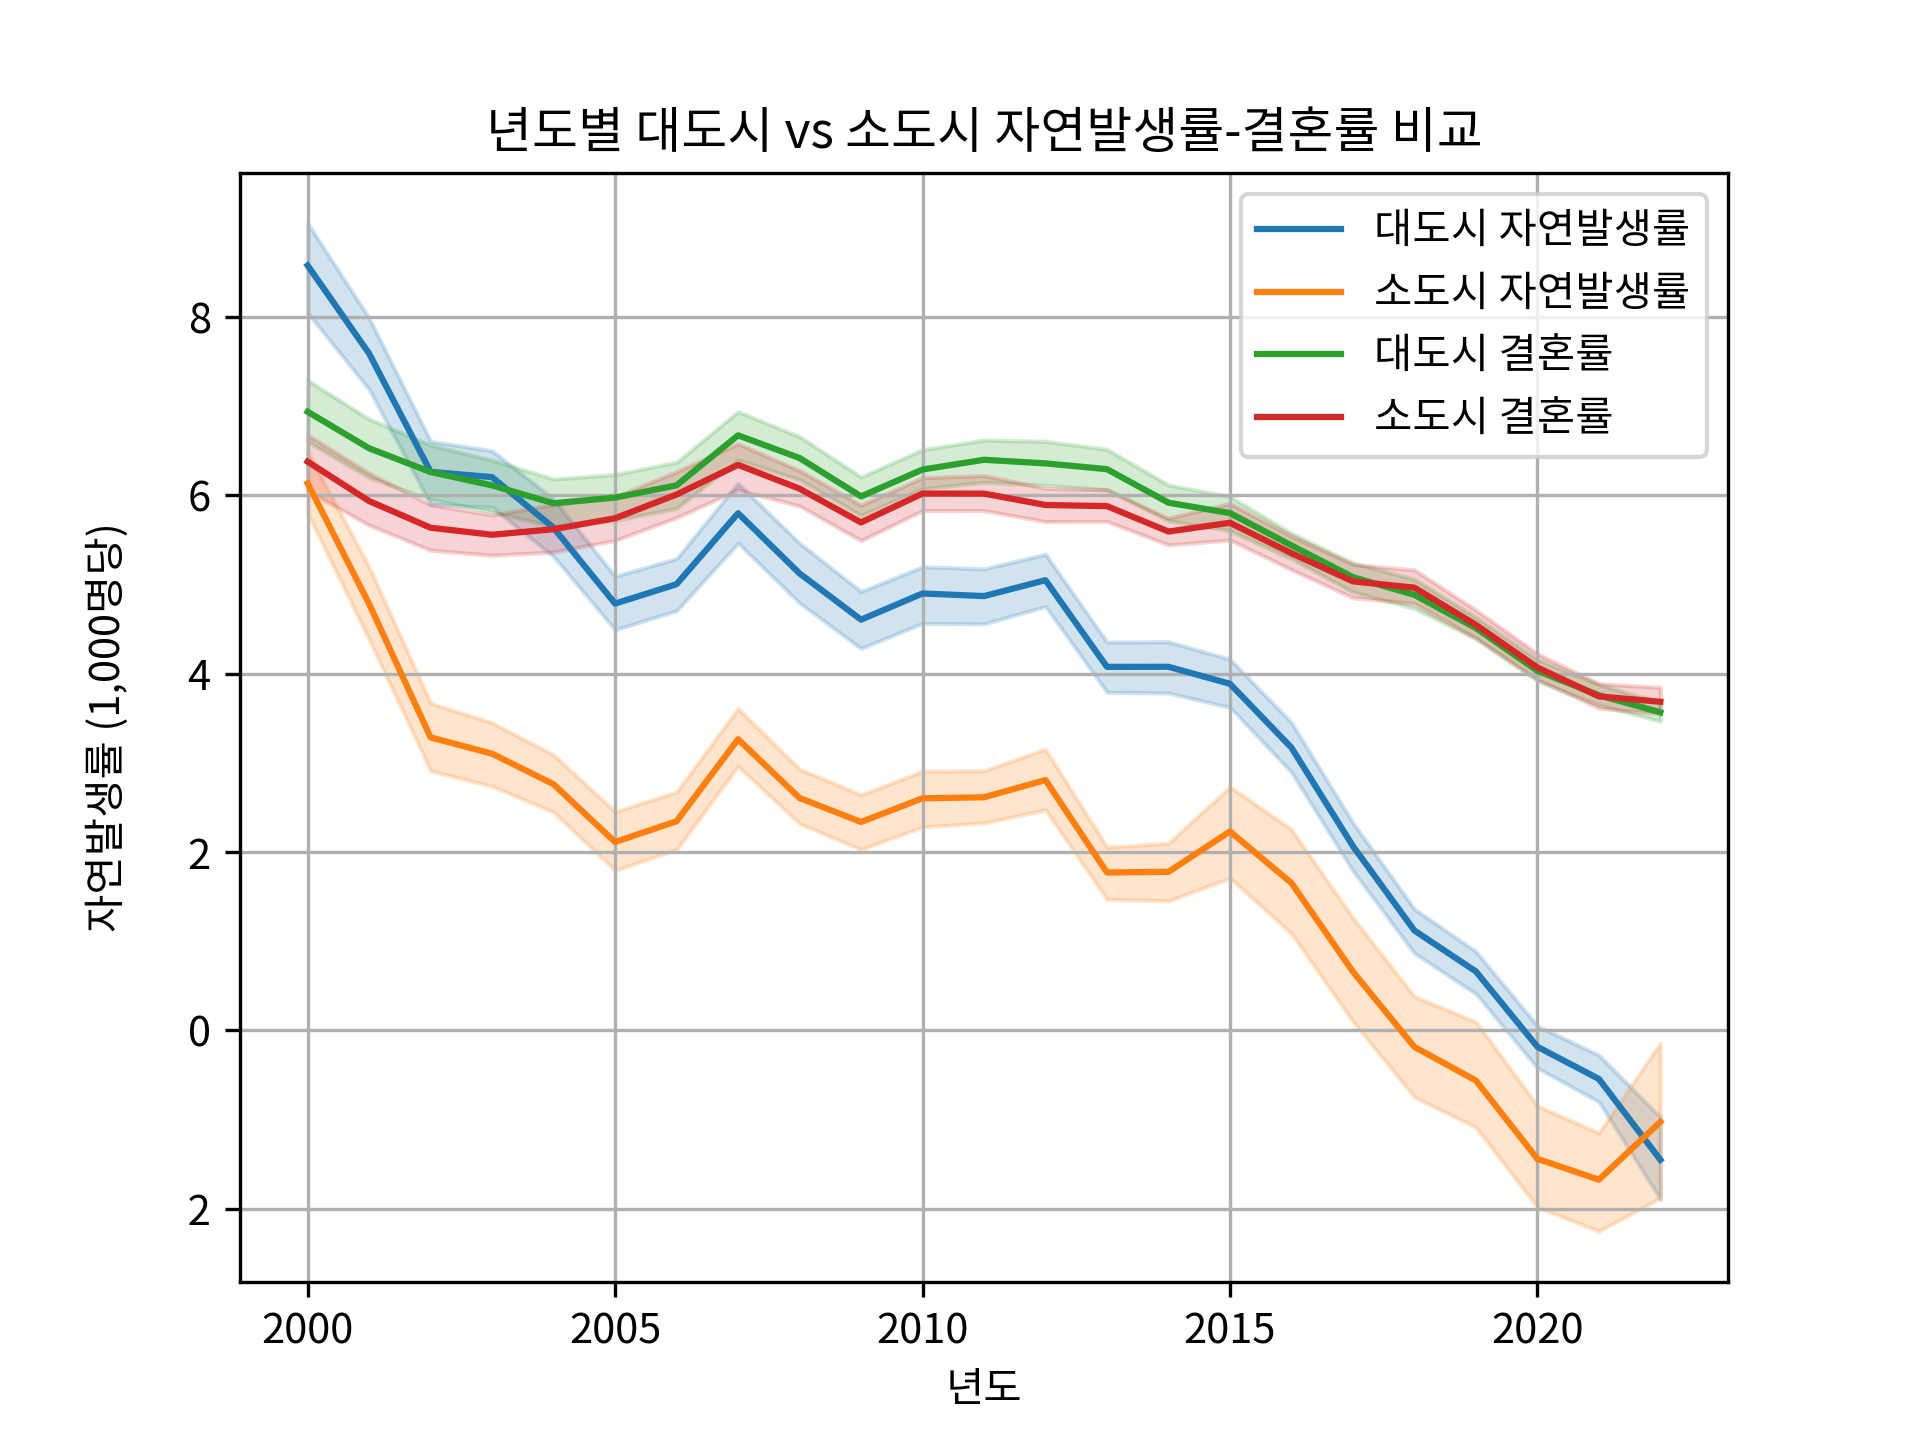 년도별 대도시 vs 소도시 자연발생률-결혼률 비교
대도시 자연발생률
소도시 자연발생률
대도시 결혼률
소도시 결혼률
자연발생률 (1,000명당)
8
6
4
2
0
2
2000 2005 2010 2015 2020
년도